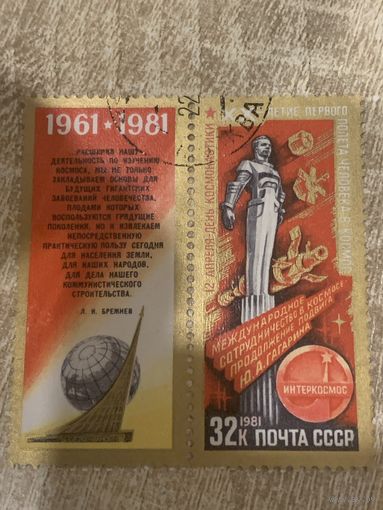 1961★1981
РАСШИРЯЯ НАШУ
ДЕЯТЕЛЬНОСТЬ ПО ИЗУЧЕНИЮ
КОСМОСА, МЫ НЕ ТОЛЬКО
ЗАКЛАДЫВАЕМ ОСНОВЫ ДЛЯ
БУДУЩИХ ГИГАНТСКИХ
ЗАВОЕВАНИЙ ЧЕЛОВЕЧЕСТВА,
ПЛОДАМИ КОТОРЫХ
ВОСПОЛЬЗУЮТСЯ ГРЯДУЩИЕ
ПОКОЛЕНИЯ, НО И ИЗВЛЕКАЕМ
НЕПОСРЕДСТВЕННУЮ
ПРАКТИЧЕСКУЮ ПОЛЬЗУ СЕГОДНЯ
ДЛЯ НАСЕЛЕНИЯ ЗЕМЛИ,
ДЛЯ НАШИХ НАРОДОВ,
ДЛЯ ДЕЛА НАШЕГО
КОММУНИСТИЧЕСКОГО
СТРОИТЕЛЬСТВА.
Л. И. БРЕЖНЕВ
22
ВА
12 АПРЕЛЯ-ДЕНЬ КОСМОНАВТИКИ
ЛЕТИЕ ПЕРВОГО
ПОЛЕТА ЧЕЛОВЕКА В
МЕЖДУНАРОДНОЕ
СОТРУДНИЧЕСТВО В КОСМОСЕ
ПРОДОЛЖЕНИЕ ПОДВИГА
Ю.А.ГАГАРИНА
ИНТЕРКОСМОС
1981
32К ПОЧТА СССР